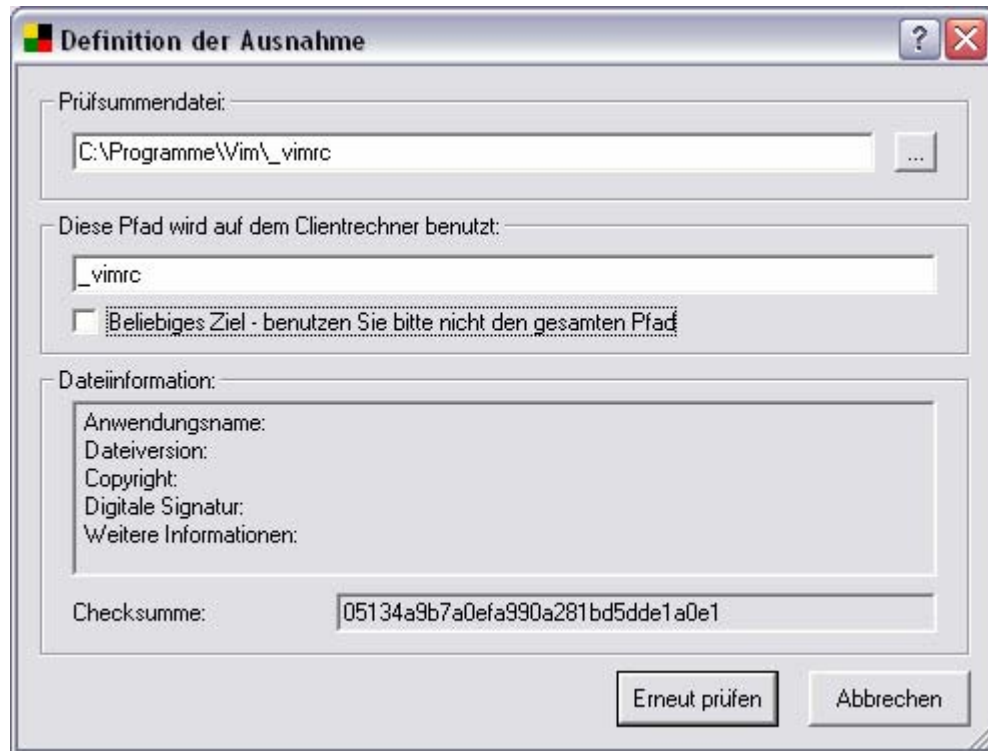 Definition der Ausnahme
Prüfsummendatei:
C:\Programme\Vim\_vimrc
...
Diese Pfad wird auf dem Clientrechner benutzt:
_vimrc
Beliebiges Ziel - benutzen Sie bitte nicht den gesamten Pfad
Dateiinformation:
Anwendungsname:
Dateiversion:
Copyright:
Digitale Signatur:
Weitere Informationen:
Checksumme: 05134a9b7a0efa990a281bd5dde1a0e1
Erneut prüfen Abbrechen